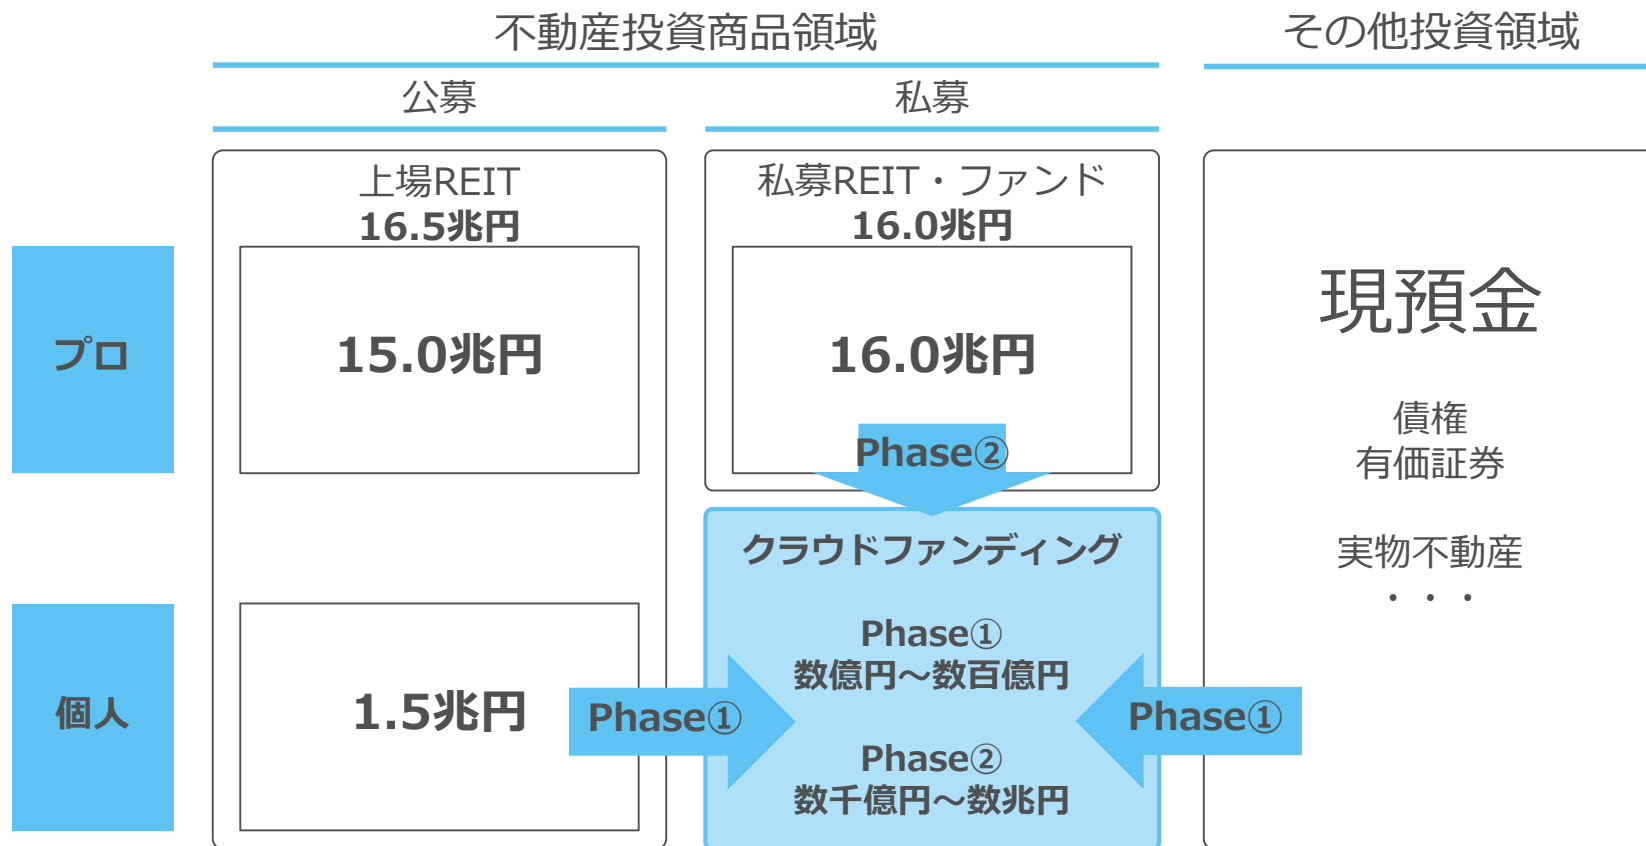 不動産投資商品領域
その他投資領域
公募
私募
上場REIT
16.5兆円
私募REIT・ファンド
16.0兆円
プロ
15.0兆円
16.0兆円
Phase②
現預金
債権
有価証券
実物不動産
・・・
クラウドファンディング
個人
1.5兆円
Phase①
Phase①
数億円～数百億円
Phase②
数千億円～数兆円
Phase①